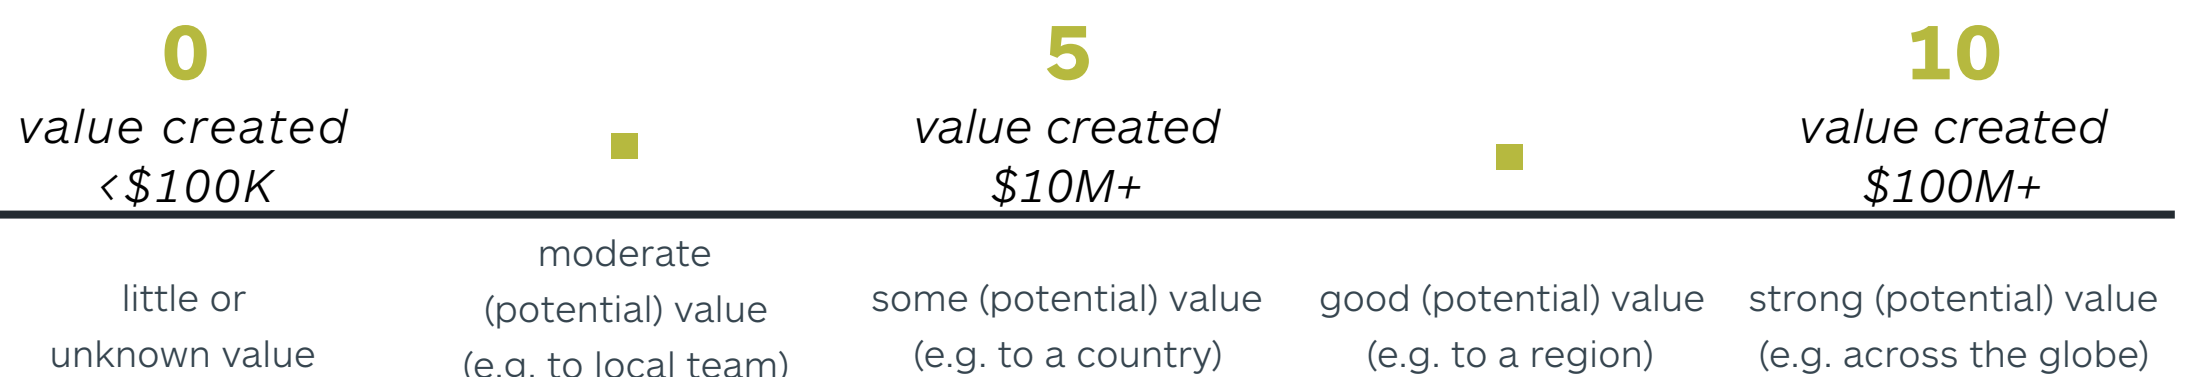 0
value created
<$100K
5
value created
$10M+
10
value created
$100M+
little or
unknown value
moderate
(potential) value
(e.g. to local team)
some (potential) value
(e.g. to a country)
good (potential) value
(e.g. to a region)
strong (potential) value
(e.g. across the globe)